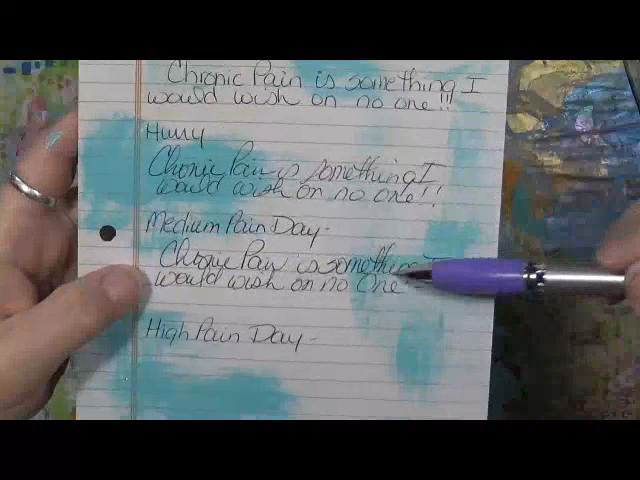 Chronic Pain is something I
would wish on no one!!
Hurry
Chronic Pain is something I
would wish on no one!!
Medium Pain Day-
Chronic Pain is something I
would wish on no one!
High Pain Day-